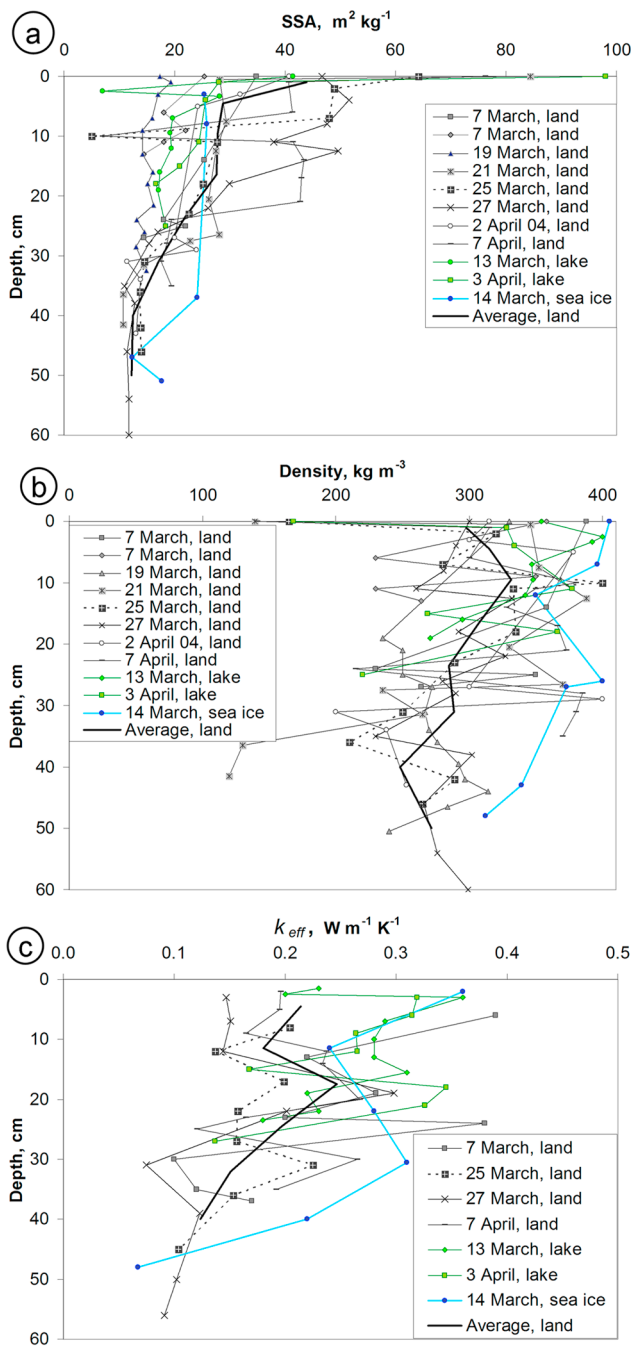 a
SSA, m² kg⁻¹
0 20 40 60 80 100
0
10
20
30
40
50
60
Depth, cm
7 March, land
7 March, land
19 March, land
21 March, land
25 March, land
27 March, land
2 April 04, land
7 April, land
13 March, lake
3 April, lake
14 March, sea ice
Average, land
b
Density, kg m⁻³
0 100 200 300 400
0
10
20
30
40
50
60
Depth, cm
7 March, land
7 March, land
19 March, land
21 March, land
25 March, land
27 March, land
2 April 04, land
7 April, land
13 March, lake
3 April, lake
14 March, sea ice
Average, land
c
k eff, W m⁻¹ K⁻¹
0.0 0.1 0.2 0.3 0.4 0.5
0
10
20
30
40
50
60
Depth, cm
7 March, land
25 March, land
27 March, land
7 April, land
13 March, lake
3 April, lake
14 March, sea ice
Average, land